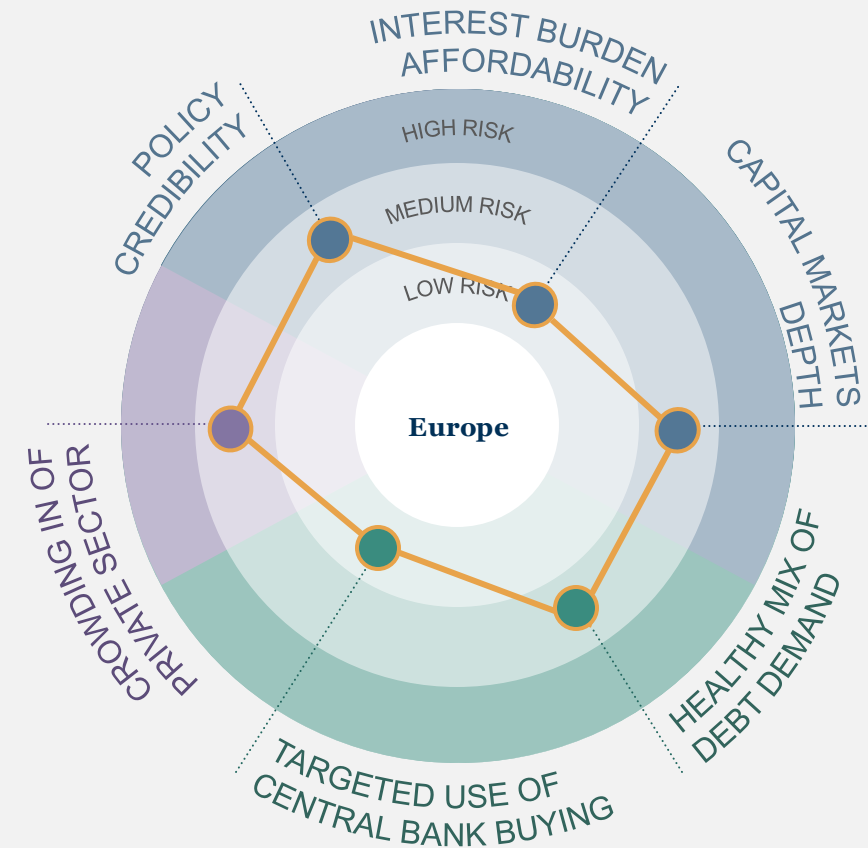 INTEREST BURDEN
AFFORDABILITY
POLICY
CREDIBILITY
HIGH RISK
MEDIUM RISK
LOW RISK
CAPITAL MARKETS
DEPTH
Europe
CROWDING IN OF
PRIVATE SECTOR
HEALTHY MIX OF
DEBT DEMAND
TARGETED USE OF
CENTRAL BANK BUYING